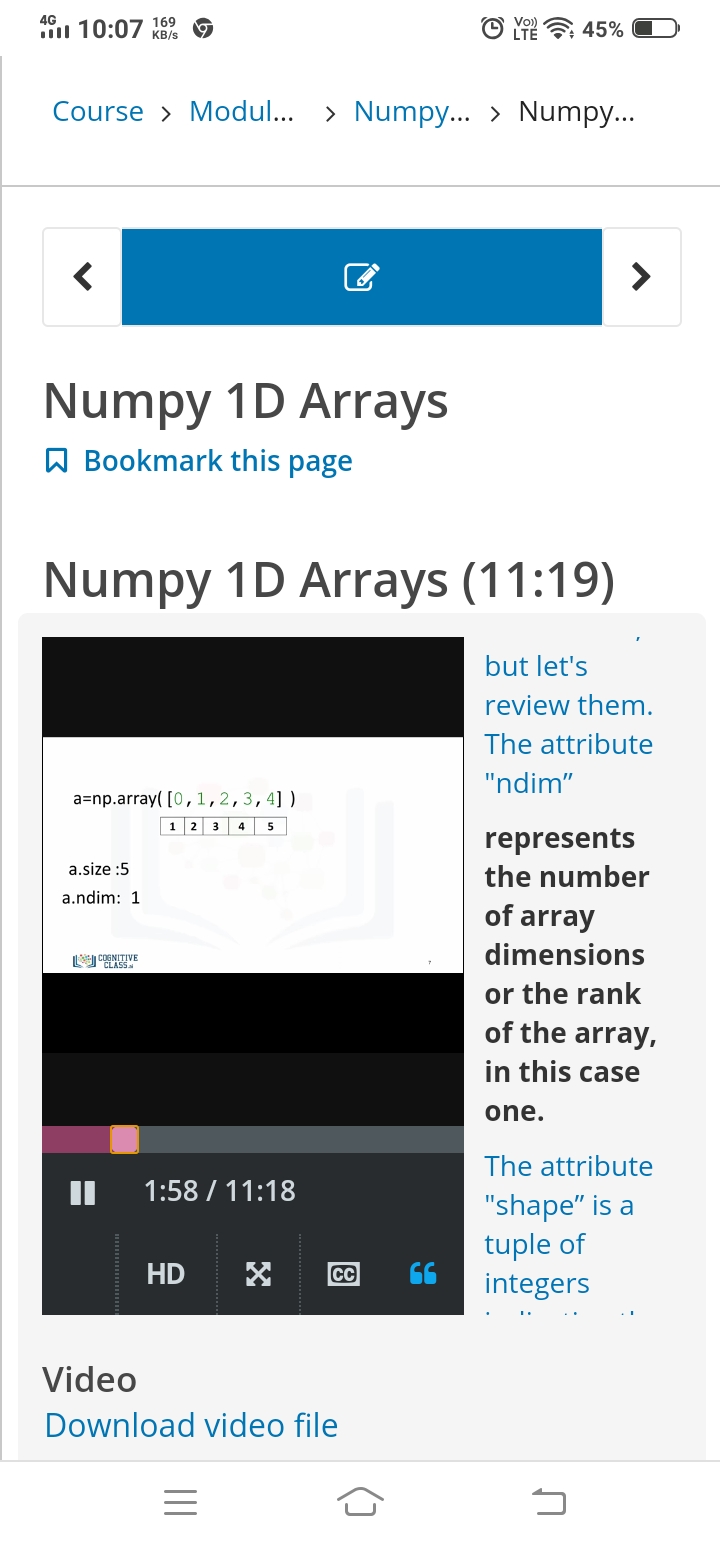 4G 10:07 169 KB/s Vo)) LTE 45%
Course > Modul... > Numpy... > Numpy...
Numpy 1D Arrays
Bookmark this page
Numpy 1D Arrays (11:19)
a=np.array([0,1,2,3,4] )
1 2 3 4 5
a.size :5
a.ndim: 1
COGNITIVE
CLASS.ai
7
1:58 / 11:18
HD CC
but let's
review them.
The attribute
"ndim”
represents
the number
of array
dimensions
or the rank
of the array,
in this case
one.
The attribute
"shape” is a
tuple of
integers
Video
Download video file